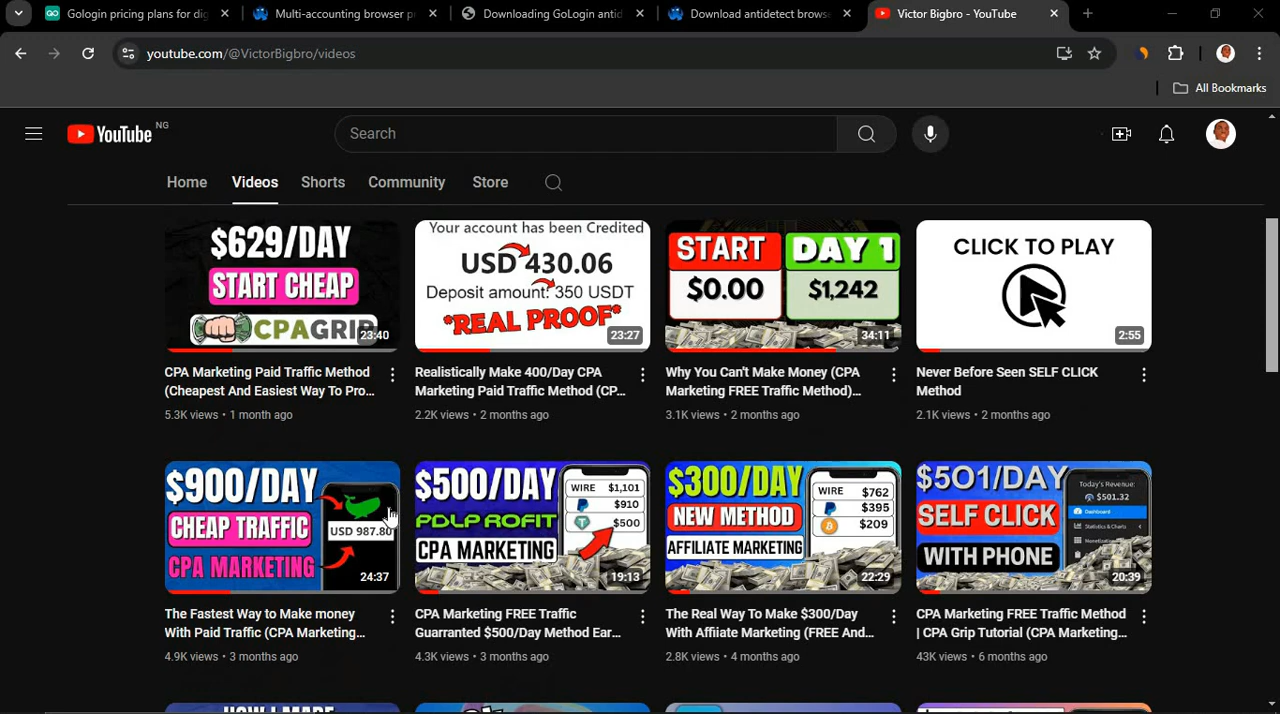 Gologin pricing plans for dig
Multi-accounting browser p
Downloading GoLogin antid
Download antidetect brows
Victor Bigbro - YouTube
youtube.com/@VictorBigbro/videos
All Bookmarks
YouTube NG
Search
Home Videos Shorts Community Store
$629/DAY
START CHEAP
CPAGRIP
23:40
CPA Marketing Paid Traffic Method
(Cheapest And Easiest Way To Pro...
5.3K views • 1 month ago
Your account has been Credited
USD 430.06
Deposit amount: 350 USDT
*REAL PROOF*
23:27
Realistically Make 400/Day CPA
Marketing Paid Traffic Method (CP...
2.2K views • 2 months ago
START DAY 1
$0.00 $1,242
34:11
Why You Can't Make Money (CPA
Marketing FREE Traffic Method)...
3.1K views • 2 months ago
CLICK TO PLAY
2:55
Never Before Seen SELF CLICK
Method
2.1K views • 2 months ago
$900/DAY
CHEAP TRAFFIC
USD 987.80
CPA MARKETING
24:37
The Fastest Way to Make money
With Paid Traffic (CPA Marketing...
4.9K views • 3 months ago
$500/DAY
PDLP ROFIT
CPA MARKETING
WIRE $1,101
$910
$500
19:13
CPA Marketing FREE Traffic
Guarranted $500/Day Method Ear...
4.3K views • 3 months ago
$300/DAY
NEW METHOD
AFFILIATE MARKETING
WIRE $762
$395
$209
22:29
The Real Way To Make $300/Day
With Affiiate Marketing (FREE And...
2.8K views • 4 months ago
$501/DAY
SELF CLICK
WITH PHONE
Today's Revenue:
$501.32
Dashboard
Statistics & Charts
20:39
CPA Marketing FREE Traffic Method
| CPA Grip Tutorial (CPA Marketing...
43K views • 6 months ago
HOW I MADE